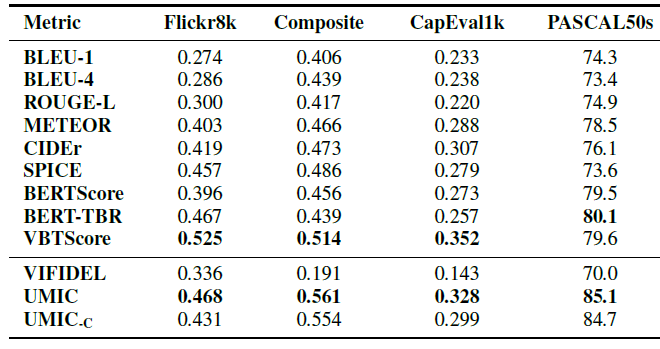 Metric Flickr8k Composite CapEval1k PASCAL50s
BLEU-1 0.274 0.406 0.233 74.3
BLEU-4 0.286 0.439 0.238 73.4
ROUGE-L 0.300 0.417 0.220 74.9
METEOR 0.403 0.466 0.288 78.5
CIDEr 0.419 0.473 0.307 76.1
SPICE 0.457 0.486 0.279 73.6
BERTScore 0.396 0.456 0.273 79.5
BERT-TBR 0.467 0.439 0.257 80.1
VBTScore 0.525 0.514 0.352 79.6
VIFIDEL 0.336 0.191 0.143 70.0
UMIC 0.468 0.561 0.328 85.1
UMIC-C 0.431 0.554 0.299 84.7